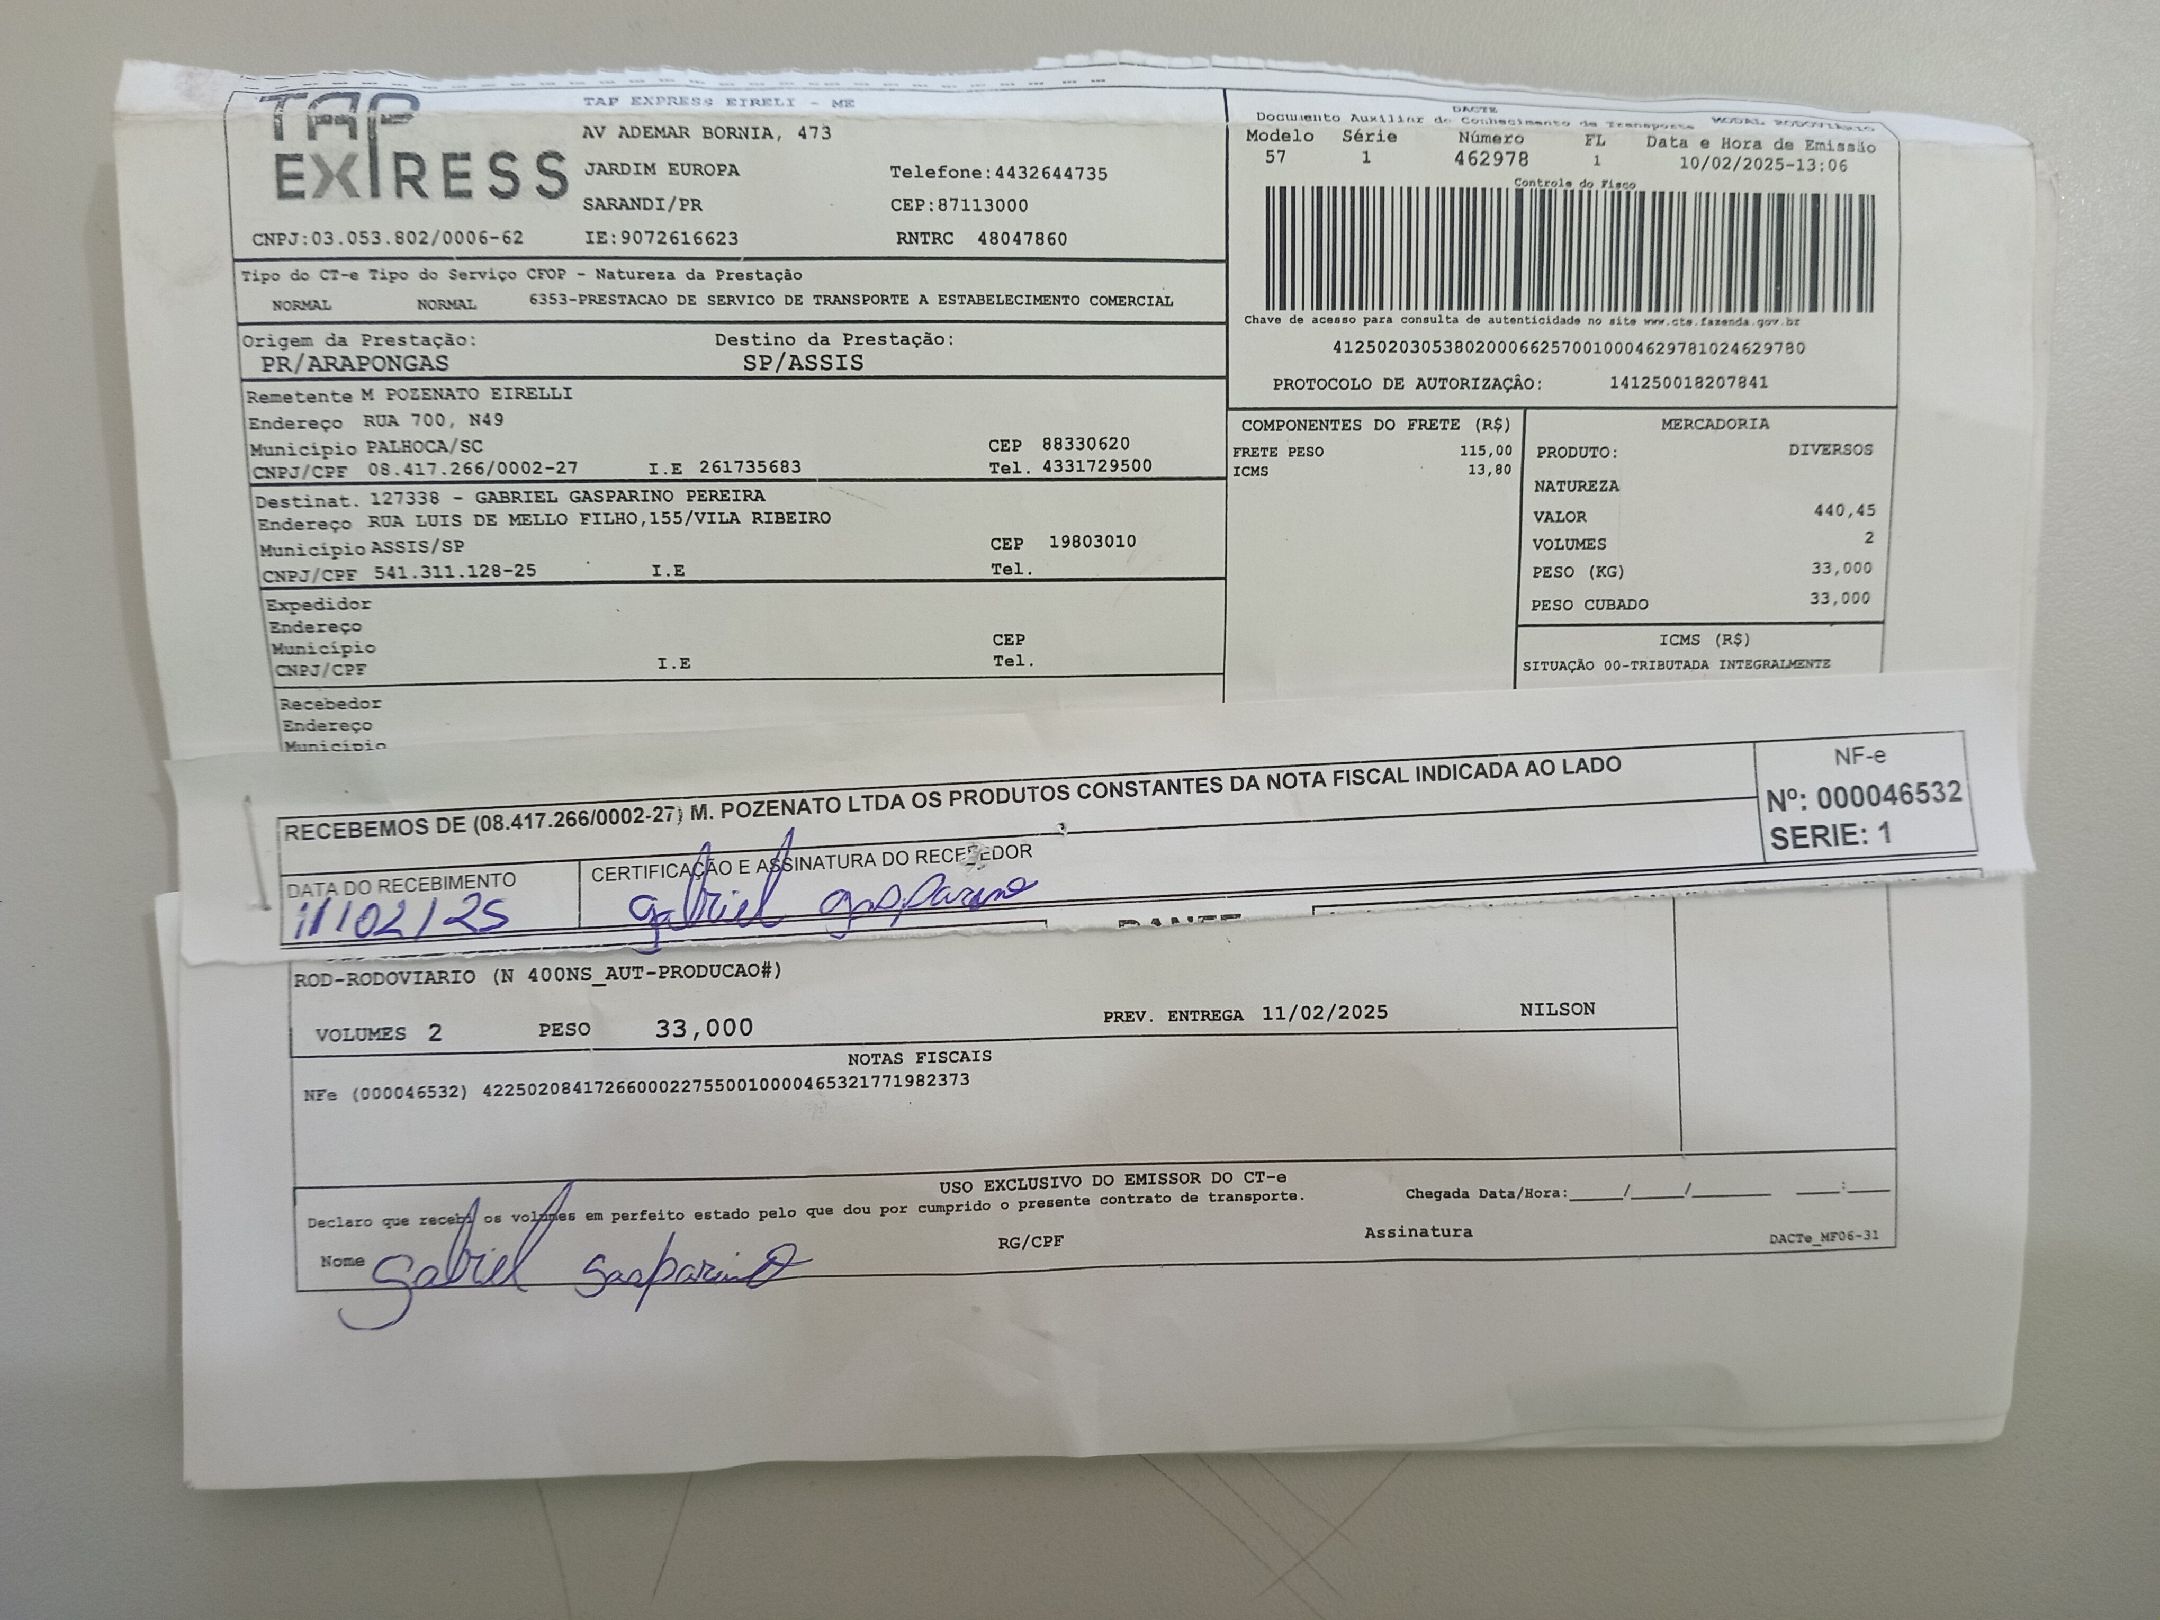 TAP EXPRESS
TAP EXPRESS EIRELI - ME
AV ADEMAR BORNIA, 473
JARDIM EUROPA Telefone:4432644735
SARANDI/PR CEP:87113000
CNPJ:03.053.802/0006-62 IE:9072616623 RNTRC 48047860
DACTE
Documento Auxiliar de Conhecimento de Transporte MODAL RODOVIÁRIO
Modelo Série Número FL Data e Hora de Emissão
57 1 462978 1 10/02/2025-13:06
Controle do Fisco
Chave de acesso para consulta de autenticidade no site www.cte.fazenda.gov.br
41250203053802000662570010004629781024629780
PROTOCOLO DE AUTORIZAÇÃO: 141250018207841
Tipo do CT-e Tipo do Serviço CFOP - Natureza da Prestação
NORMAL NORMAL 6353-PRESTACAO DE SERVICO DE TRANSPORTE A ESTABELECIMENTO COMERCIAL
Origem da Prestação: Destino da Prestação:
PR/ARAPONGAS SP/ASSIS
Remetente M POZENATO EIRELLI
Endereço RUA 700, N49
Município PALHOCA/SC CEP 88330620
CNPJ/CPF 08.417.266/0002-27 I.E 261735683 Tel. 4331729500
Destinat. 127338 - GABRIEL GASPARINO PEREIRA
Endereço RUA LUIS DE MELLO FILHO,155/VILA RIBEIRO
Município ASSIS/SP CEP 19803010
CNPJ/CPF 541.311.128-25 I.E Tel.
Expedidor
Endereço
Município CEP
CNPJ/CPF I.E Tel.
Recebedor
Endereço
Município
COMPONENTES DO FRETE (R$)
FRETE PESO 115,00
ICMS 13,80
MERCADORIA
PRODUTO: DIVERSOS
NATUREZA
VALOR 440,45
VOLUMES 2
PESO (KG) 33,000
PESO CUBADO 33,000
ICMS (R$)
SITUAÇÃO 00-TRIBUTADA INTEGRALMENTE
RECEBEMOS DE (08.417.266/0002-27) M. POZENATO LTDA OS PRODUTOS CONSTANTES DA NOTA FISCAL INDICADA AO LADO
NF-e
Nº: 000046532
SERIE: 1
DATA DO RECEBIMENTO CERTIFICAÇÃO E ASSINATURA DO RECEBEDOR
11/02/25 gabriel gasparino
DANFE
ROD-RODOVIARIO (N 400NS_AUT-PRODUCAO#)
VOLUMES 2 PESO 33,000 PREV. ENTREGA 11/02/2025 NILSON
NOTAS FISCAIS
NFe (000046532) 42250208417266000227550010000465321771982373
USO EXCLUSIVO DO EMISSOR DO CT-e
Declaro que recebi os volumes em perfeito estado pelo que dou por cumprido o presente contrato de transporte. Chegada Data/Hora:____/____/______ ___:___
Nome gabriel gasparino RG/CPF Assinatura DACTe_MF06-31